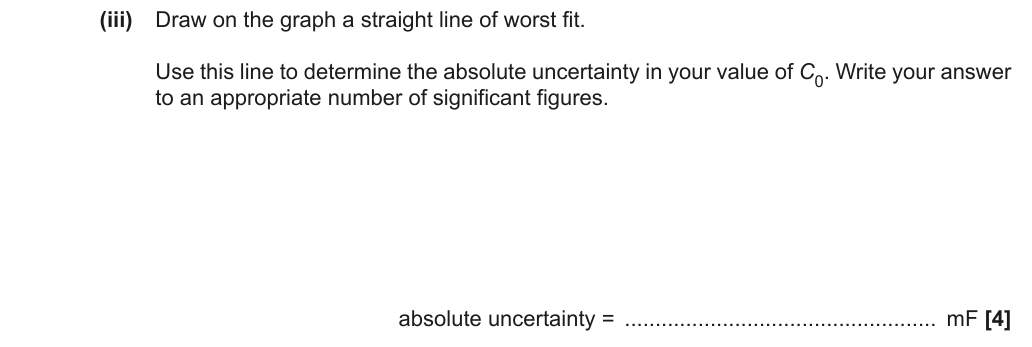 (iii) Draw on the graph a straight line of worst fit.
Use this line to determine the absolute uncertainty in your value of C₀. Write your answer
to an appropriate number of significant figures.
absolute uncertainty = .................................................. mF [4]